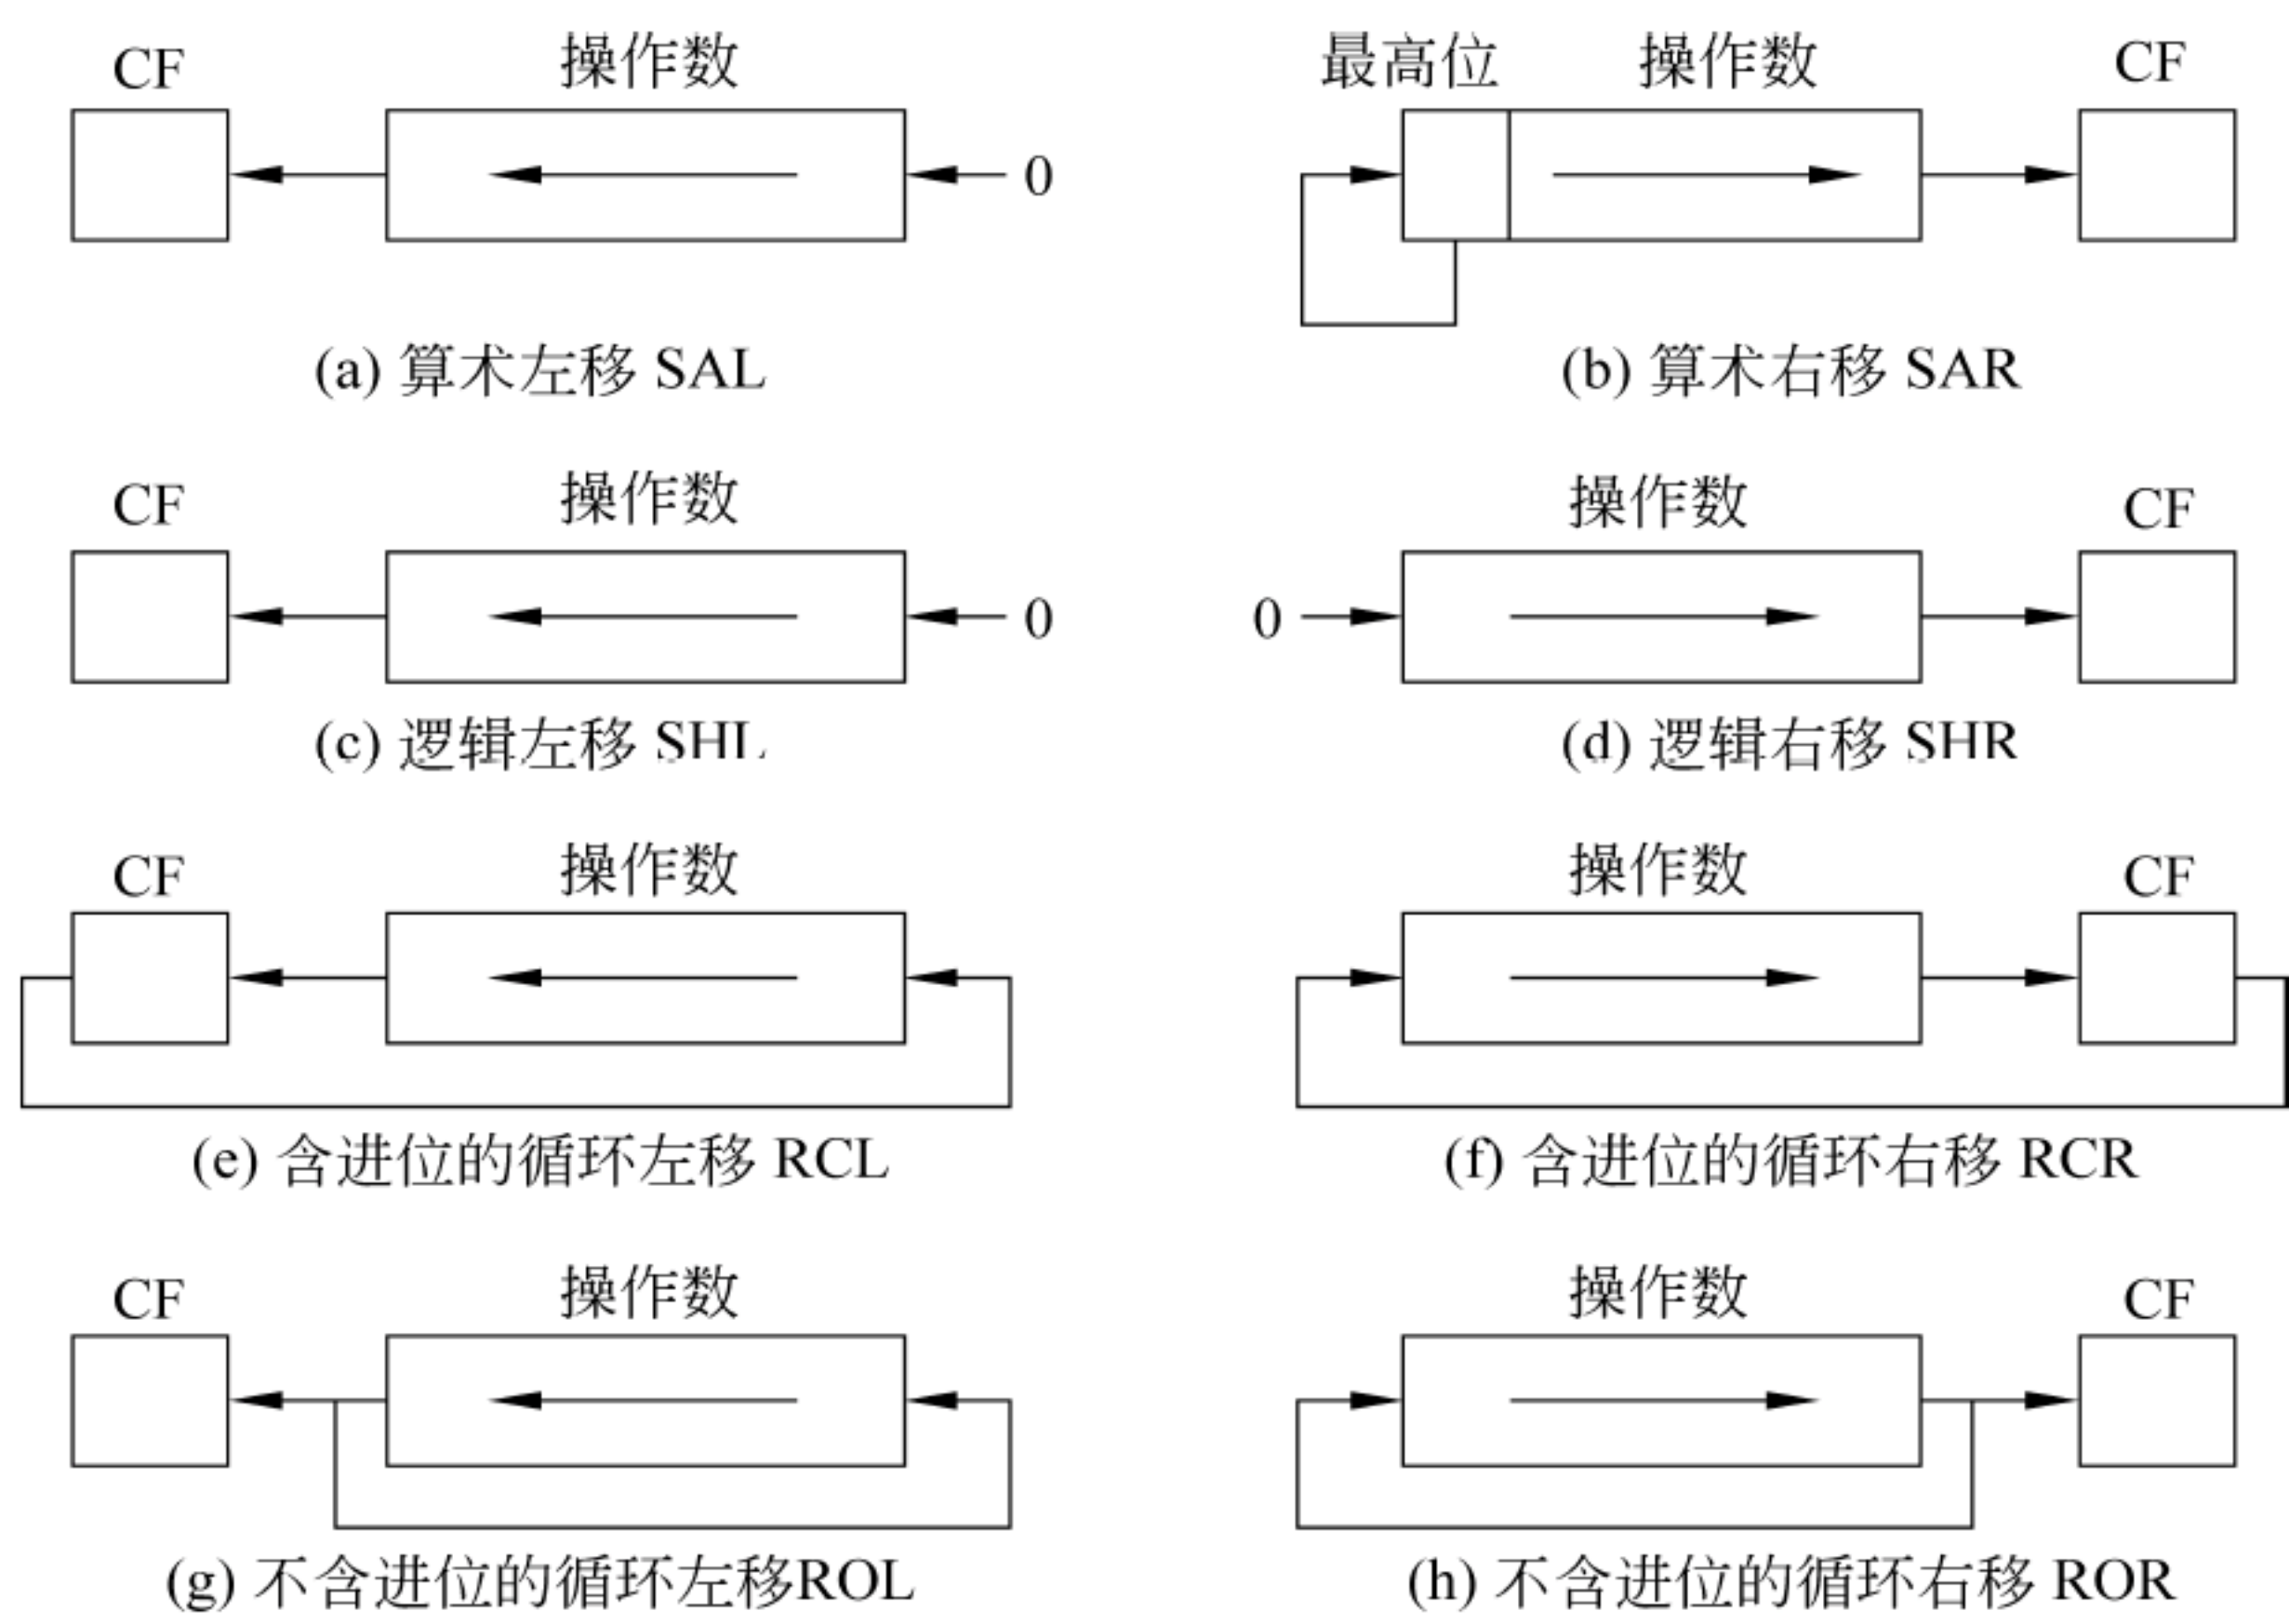 CF 操作数 最高位 操作数 CF
0
(a) 算术左移 SAL (b) 算术右移 SAR
CF 操作数 操作数 CF
0 0
(c) 逻辑左移 SHL (d) 逻辑右移 SHR
CF 操作数 操作数 CF
(e) 含进位的循环左移 RCL (f) 含进位的循环右移 RCR
CF 操作数 操作数 CF
(g) 不含进位的循环左移ROL (h) 不含进位的循环右移 ROR